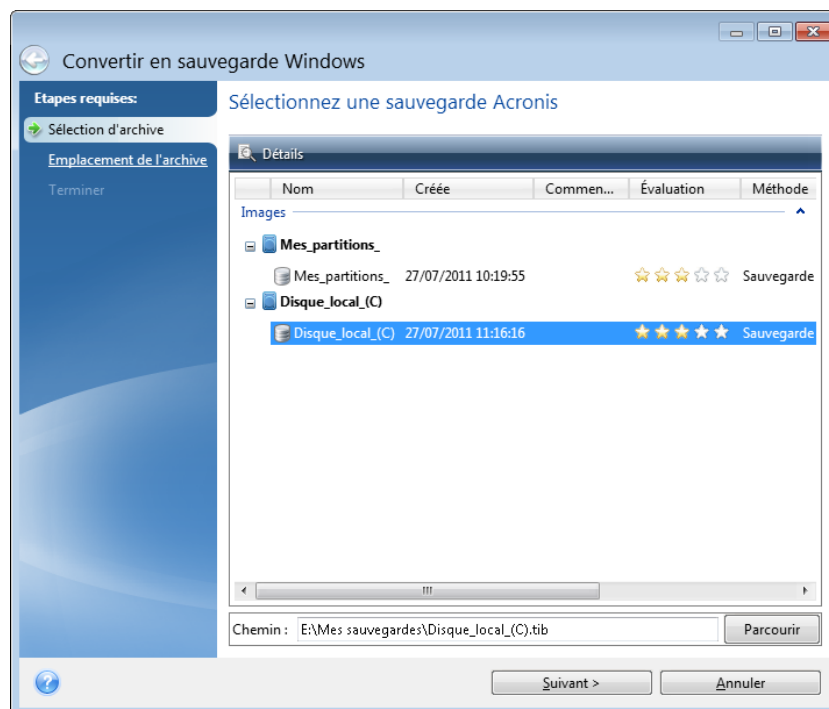 Convertir en sauvegarde Windows
Etapes requises:
Sélection d'archive
Emplacement de l'archive
Terminer
Sélectionnez une sauvegarde Acronis
Détails
Nom Créée Commen... Évaluation Méthode
Images
Mes_partitions_
Mes_partitions_ 27/07/2011 10:19:55 Sauvegarde
Disque_local_(C)
Disque_local_(C) 27/07/2011 11:16:16 Sauvegarde
Chemin : E:\Mes sauvegardes\Disque_local_(C).tib Parcourir
Suivant > Annuler